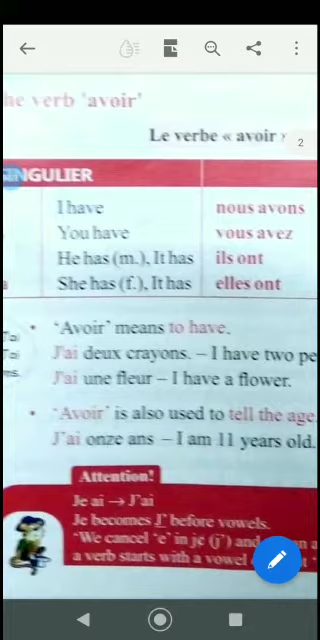 he verb 'avoir'
Le verbe « avoir »
2
SINGULIER
I have nous avons
You have vous avez
He has (m.), It has ils ont
She has (f.), It has elles ont
• 'Avoir' means to have.
J'ai deux crayons. – I have two pe
J'ai une fleur – I have a flower.
• 'Avoir' is also used to tell the age.
J'ai onze ans – I am 11 years old.
Attention!
Je ai → J'ai
Je becomes J' before vowels.
'We cancel 'e' in je (j') and
a verb starts with a vowel